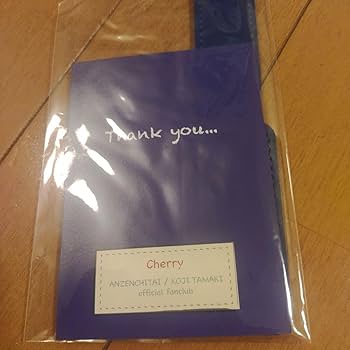 Thank you...
Cherry
ANZENCHITAI / KOJI TAMAKI
official fanclub